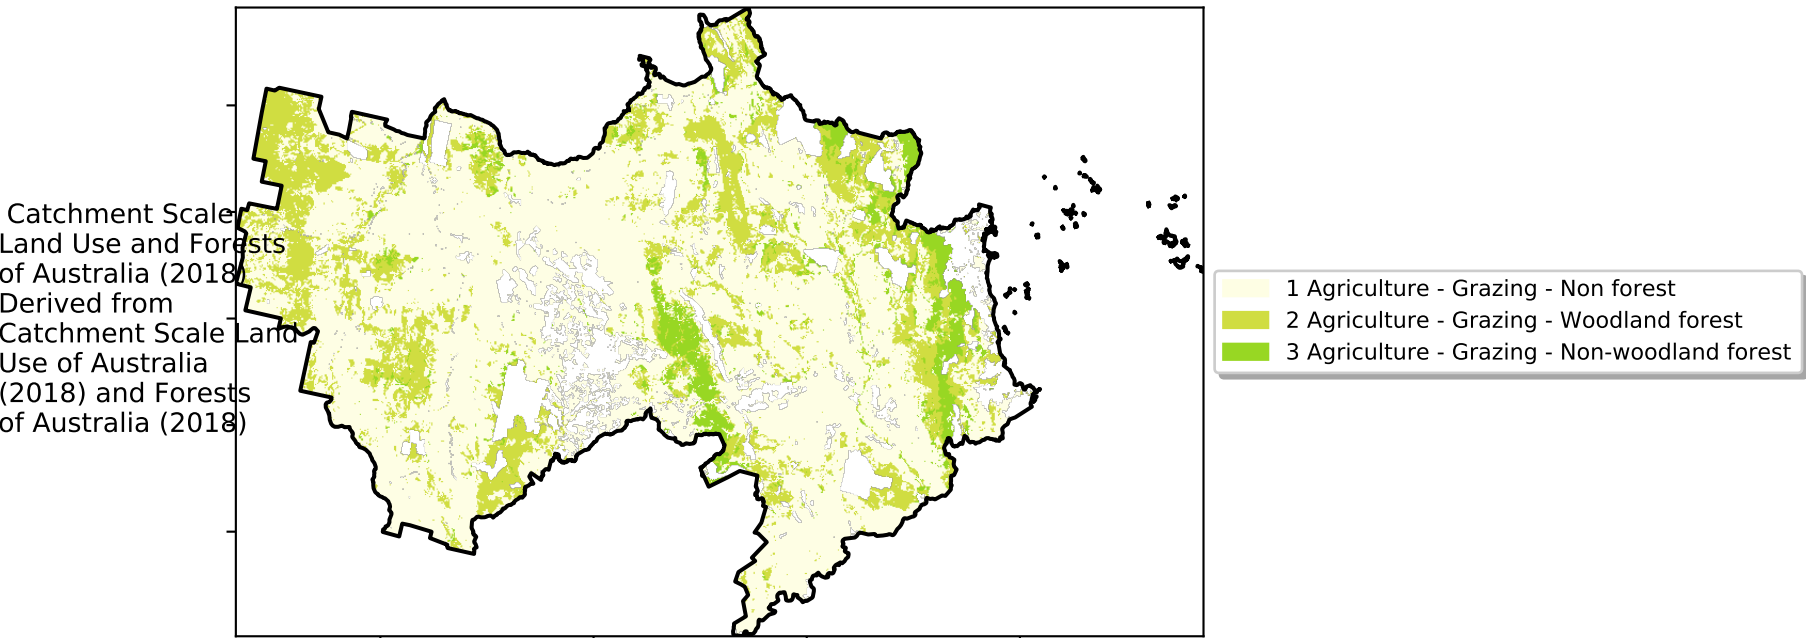 Catchment Scale
Land Use and Forests
of Australia (2018)
Derived from
Catchment Scale Land
Use of Australia
(2018) and Forests
of Australia (2018)
1 Agriculture - Grazing - Non forest
2 Agriculture - Grazing - Woodland forest
3 Agriculture - Grazing - Non-woodland forest